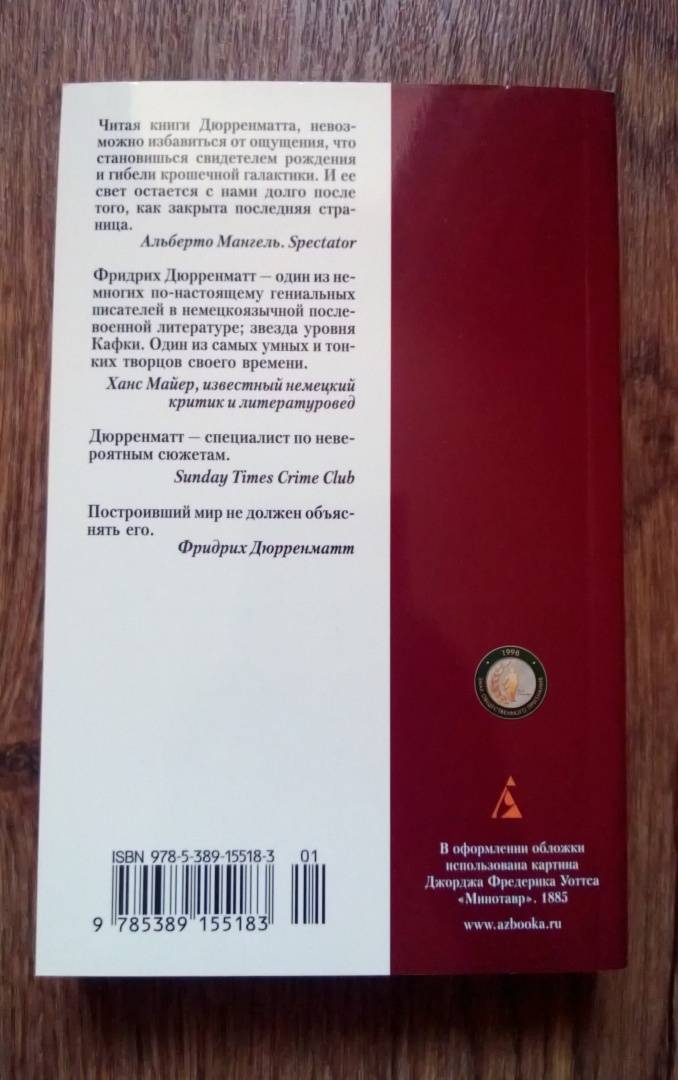 Читая книги Дюрренматта, невоз-
можно избавиться от ощущения, что
становишься свидетелем рождения
и гибели крошечной галактики. И ее
свет остается с нами долго после
того, как закрыта последняя стра-
ница.
Альберто Мангель. Spectator
Фридрих Дюрренматт — один из не-
многих по-настоящему гениальных
писателей в немецкоязычной после-
военной литературе; звезда уровня
Кафки. Один из самых умных и тон-
ких творцов своего времени.
Ханс Майер, известный немецкий
критик и литературовед
Дюрренматт — специалист по неве-
роятным сюжетам.
Sunday Times Crime Club
Построивший мир не должен объяс-
нять его.
Фридрих Дюрренматт
1998
ЗНАК ОБЩЕСТВЕННОГО ПРИЗНАНИЯ
В оформлении обложки
использована картина
Джорджа Фредерика Уоттса
«Минотавр». 1885
www.azbooka.ru
ISBN 978-5-389-15518-3 01
9 785389 155183